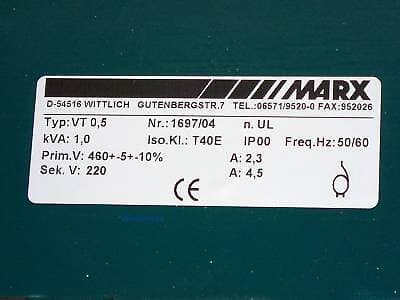 MARX
D-54516 WITTLICH GUTENBERGSTR.7 TEL.:06571/9520-0 FAX:952026
Typ: VT 0,5 Nr.: 1697/04 n. UL
kVA: 1,0 Iso.Kl.: T40E IP00 Freq.Hz: 50/60
Prim.V: 460+-5+-10% A: 2,3
Sek. V: 220 A: 4,5
CE